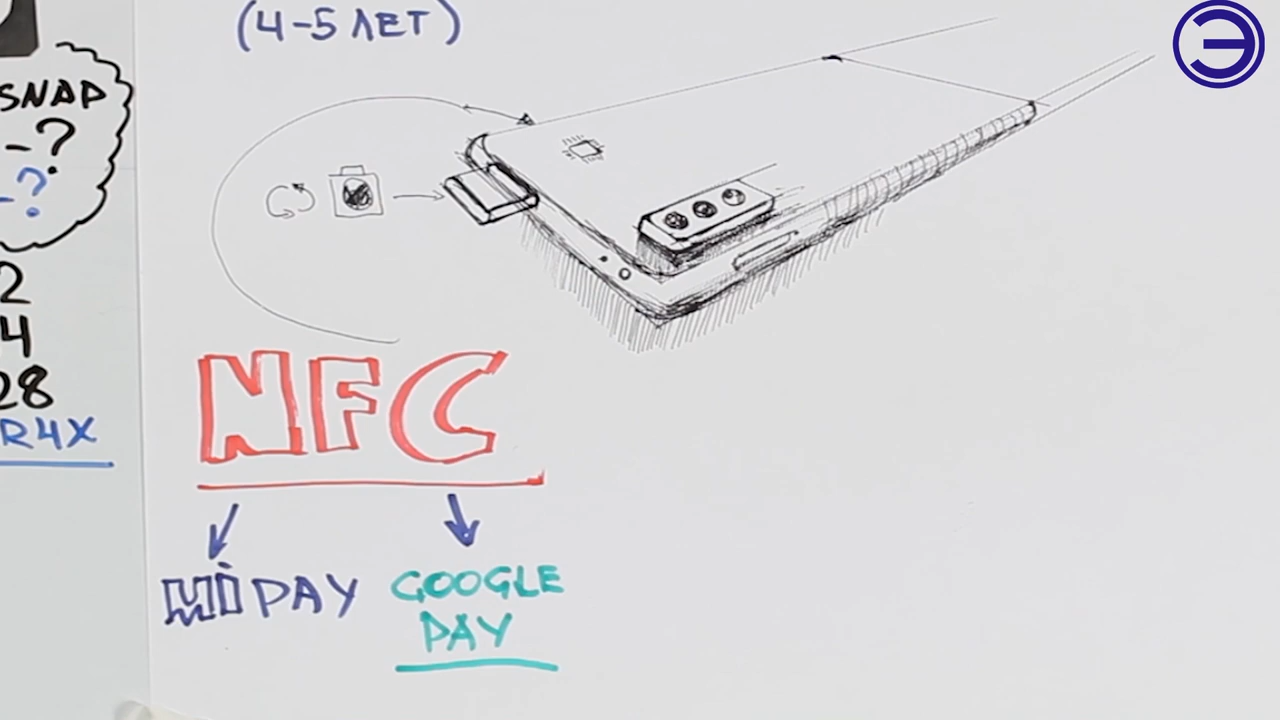 (4-5 ЛЕТ)
SNAP
-?
-?
2
4
28
R4X
NFC
Mi PAY
GOOGLE
PAY
Э